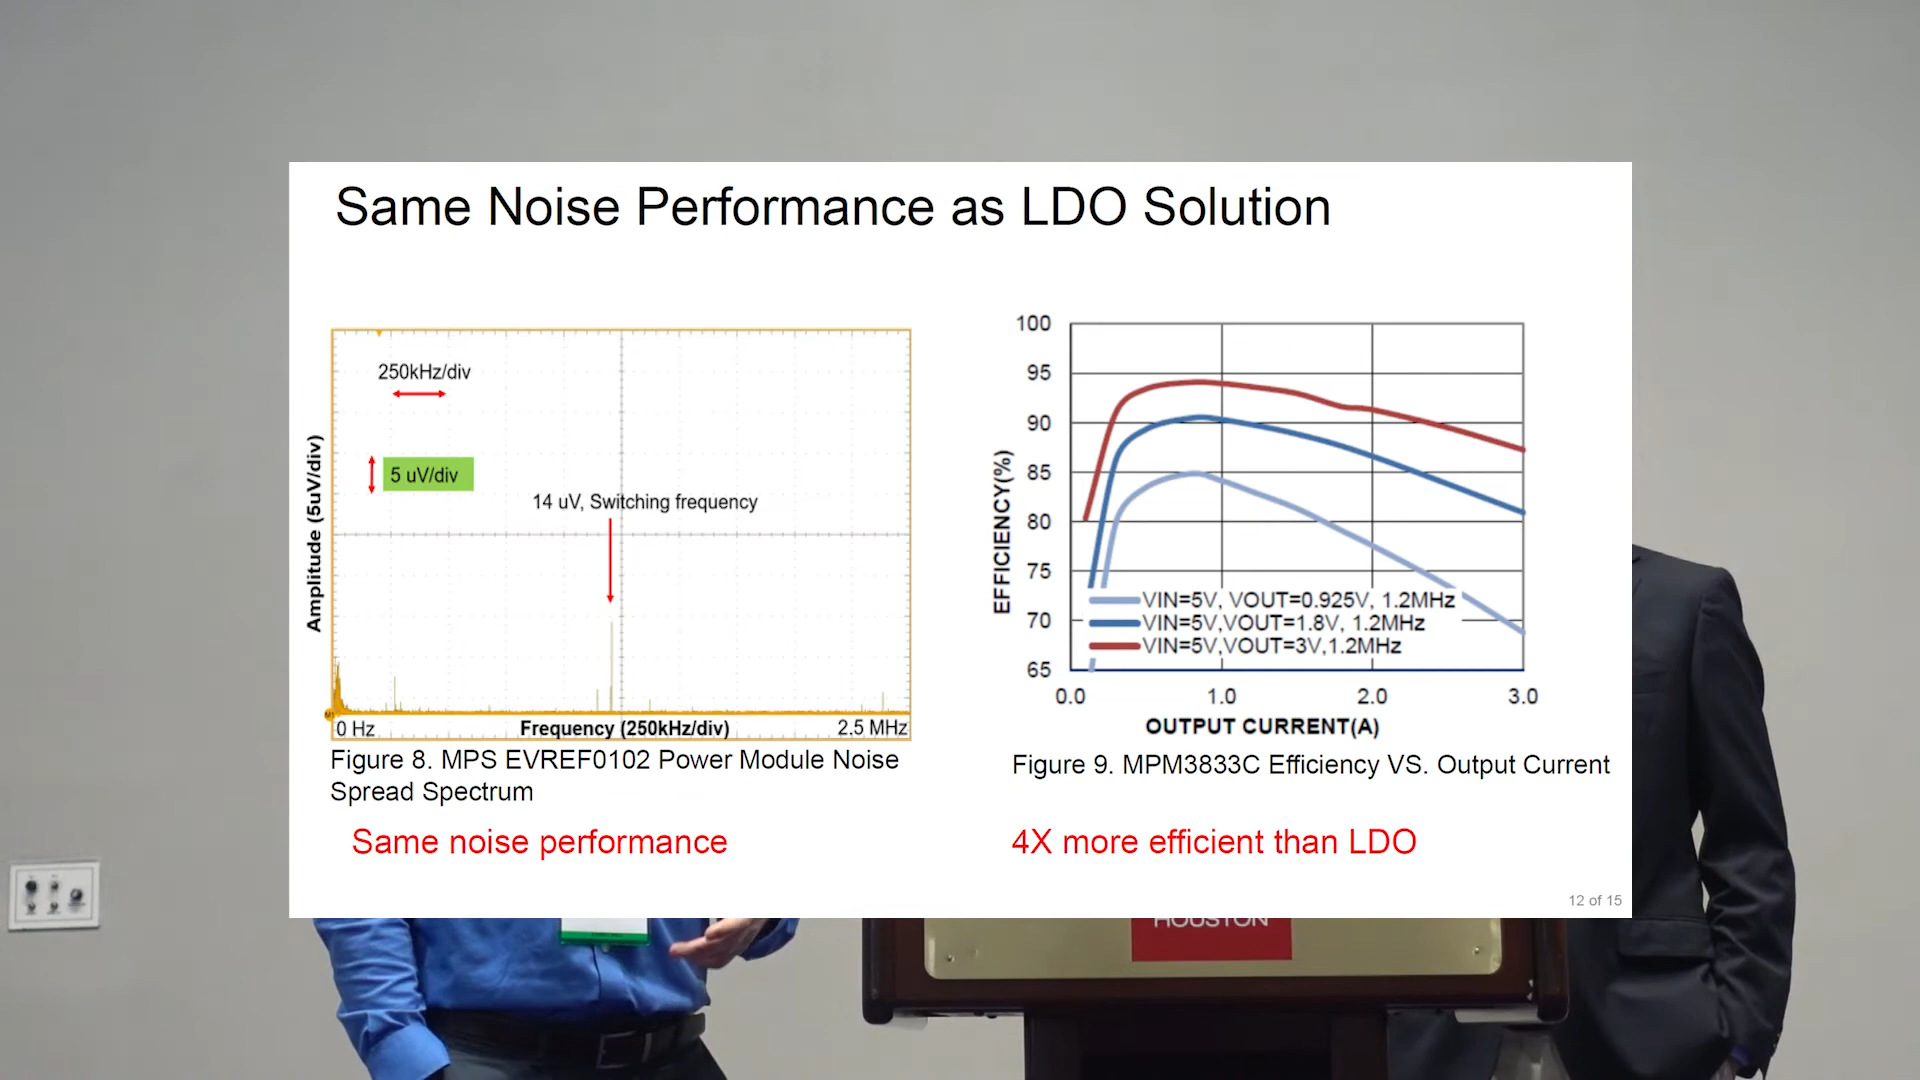 Same Noise Performance as LDO Solution
250kHz/div
5 uV/div
14 uV, Switching frequency
Amplitude (5uV/div)
0 Hz
Frequency (250kHz/div)
2.5 MHz
Figure 8. MPS EVREF0102 Power Module Noise
Spread Spectrum
Same noise performance
100
95
90
85
80
75
70
65
EFFICIENCY(%)
VIN=5V, VOUT=0.925V, 1.2MHz
VIN=5V,VOUT=1.8V, 1.2MHz
VIN=5V,VOUT=3V,1.2MHz
0.0 1.0 2.0 3.0
OUTPUT CURRENT(A)
Figure 9. MPM3833C Efficiency VS. Output Current
4X more efficient than LDO
12 of 15
HOUSTON